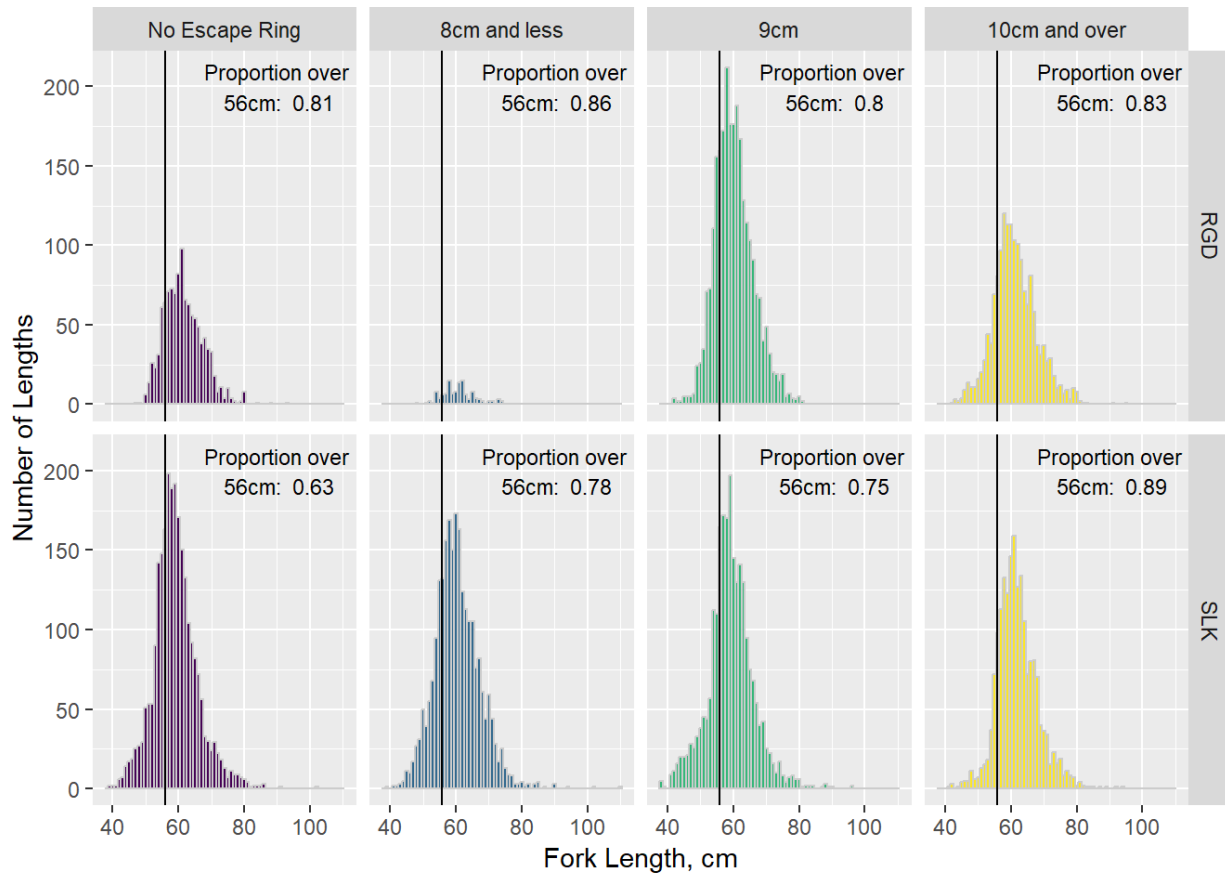 No Escape Ring
8cm and less
9cm
10cm and over
Proportion over
56cm: 0.81
Proportion over
56cm: 0.86
Proportion over
56cm: 0.8
Proportion over
56cm: 0.83
RGD
200
150
100
50
0
Proportion over
56cm: 0.63
Proportion over
56cm: 0.78
Proportion over
56cm: 0.75
Proportion over
56cm: 0.89
SLK
200
150
100
50
0
Number of Lengths
40 60 80 100
40 60 80 100
40 60 80 100
40 60 80 100
Fork Length, cm